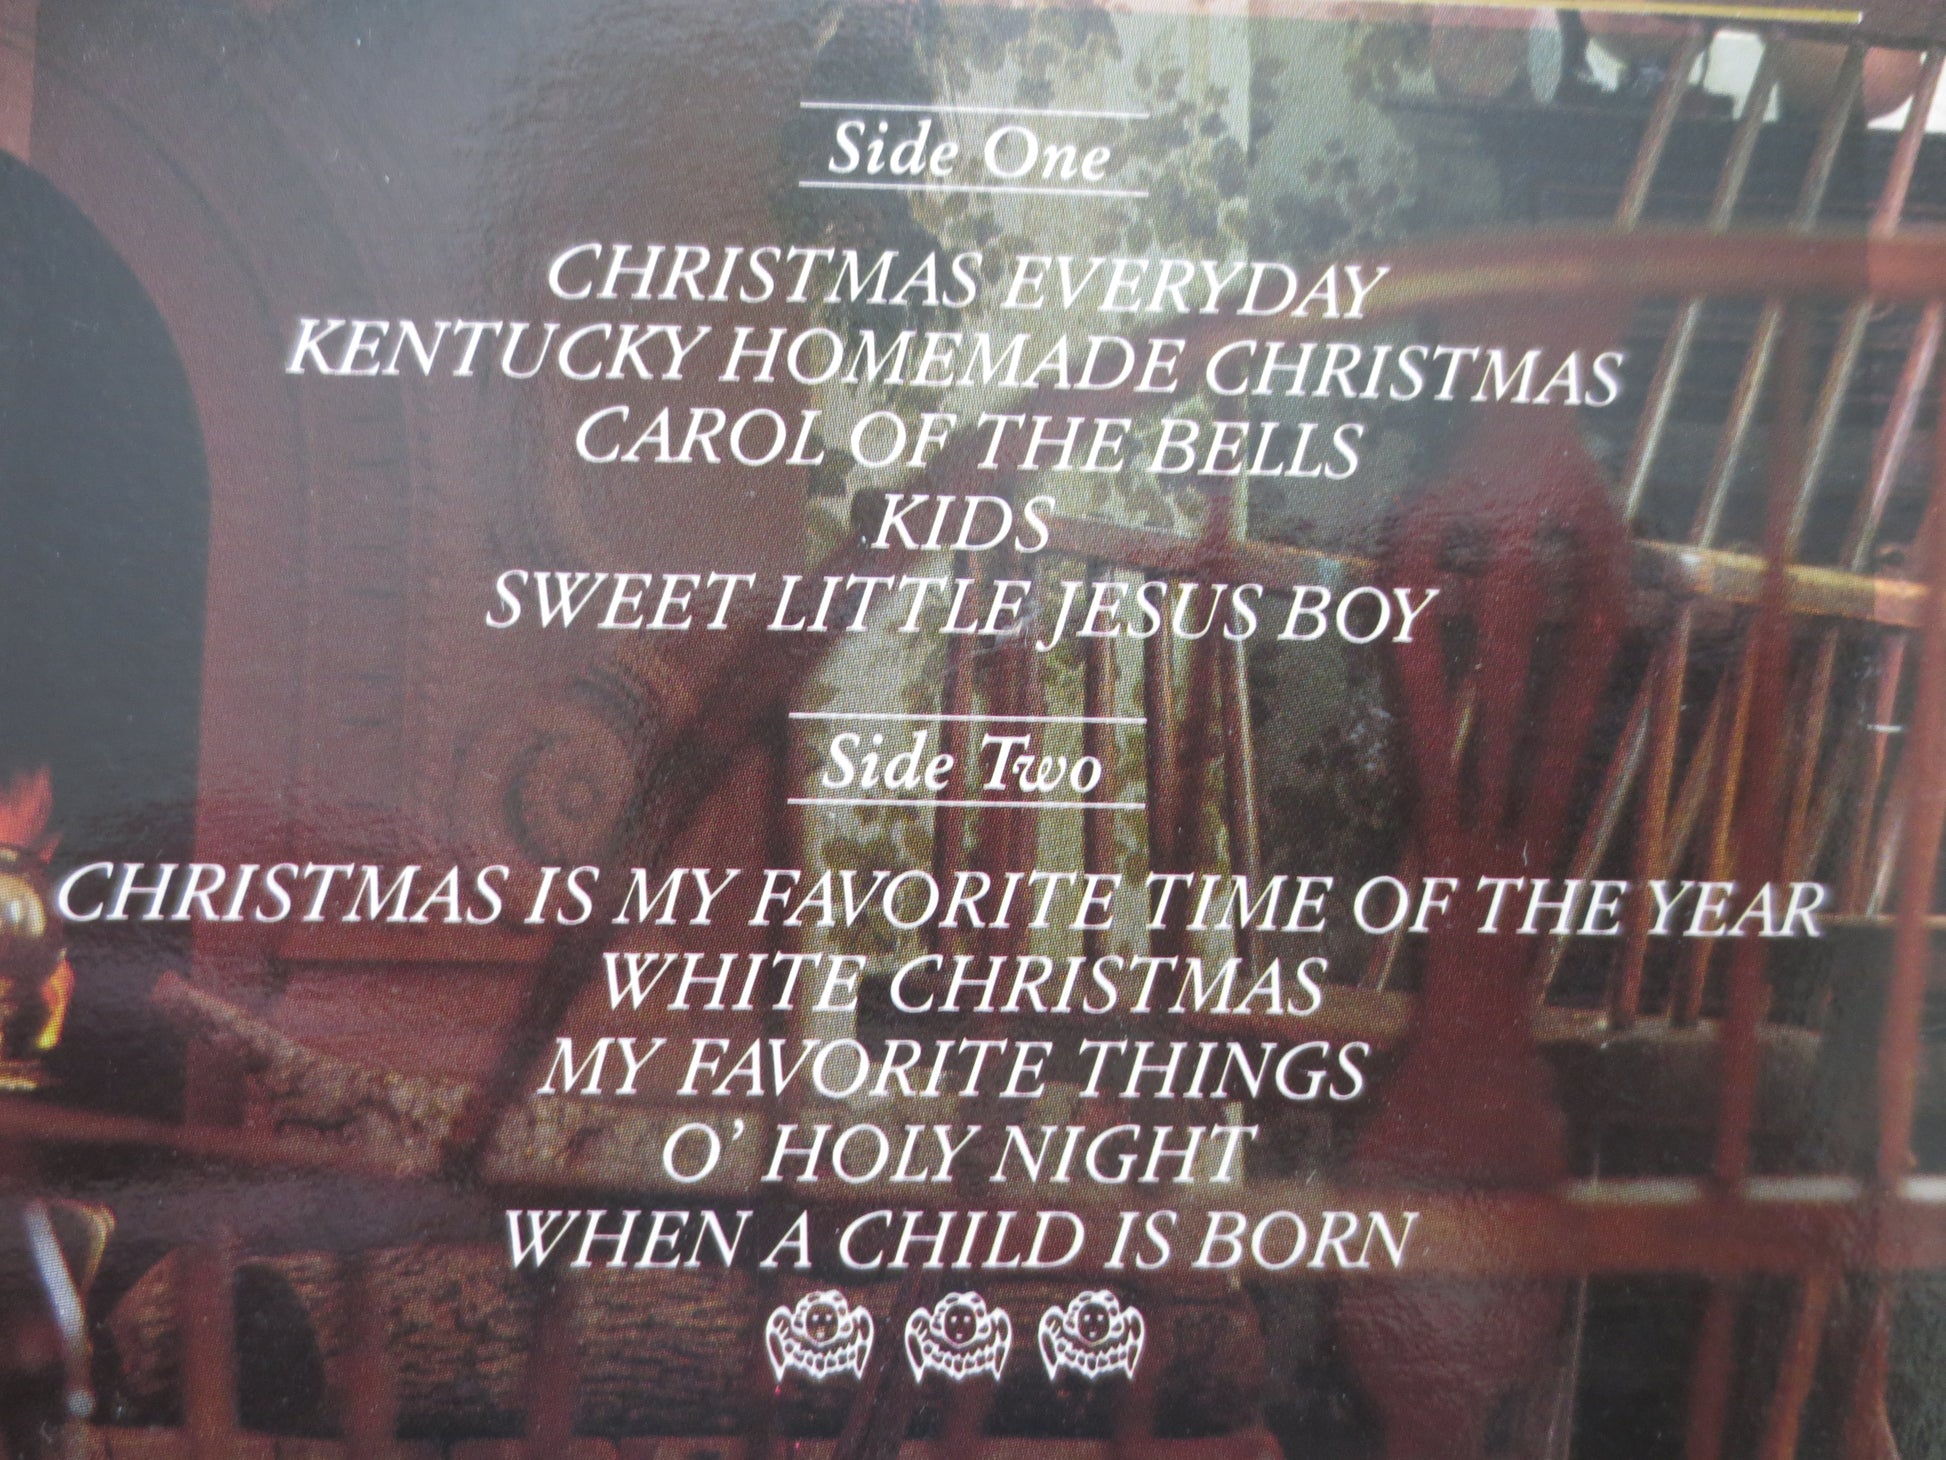 Side One
CHRISTMAS EVERYDAY
KENTUCKY HOMEMADE CHRISTMAS
CAROL OF THE BELLS
KIDS
SWEET LITTLE JESUS BOY
Side Two
CHRISTMAS IS MY FAVORITE TIME OF THE YEAR
WHITE CHRISTMAS
MY FAVORITE THINGS
O' HOLY NIGHT
WHEN A CHILD IS BORN